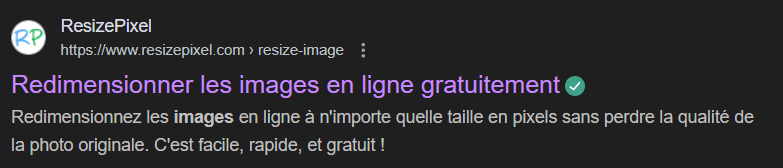 RP
ResizePixel
https://www.resizepixel.com › resize-image
Redimensionner les images en ligne gratuitement
Redimensionnez les images en ligne à n'importe quelle taille en pixels sans perdre la qualité de
la photo originale. C'est facile, rapide, et gratuit !